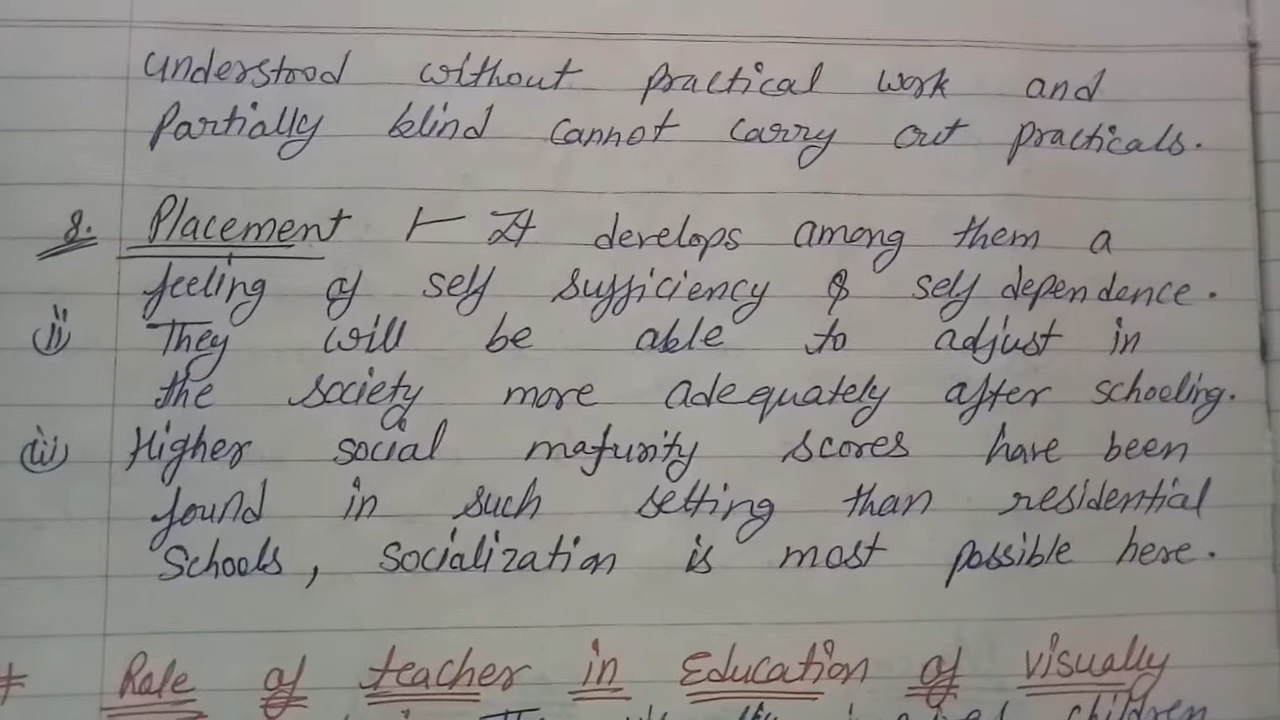 understood without practical work and
Partially blind cannot carry out practicals.
8. Placement :- It develops among them a
feeling of self sufficiency & self dependence.
(ii) They will be able to adjust in
the society more adequately after schooling.
(iii) Higher social maturity scores have been
found in such setting than residential
Schools, socialization is most possible here.
* Role of teacher in Education of visually
children